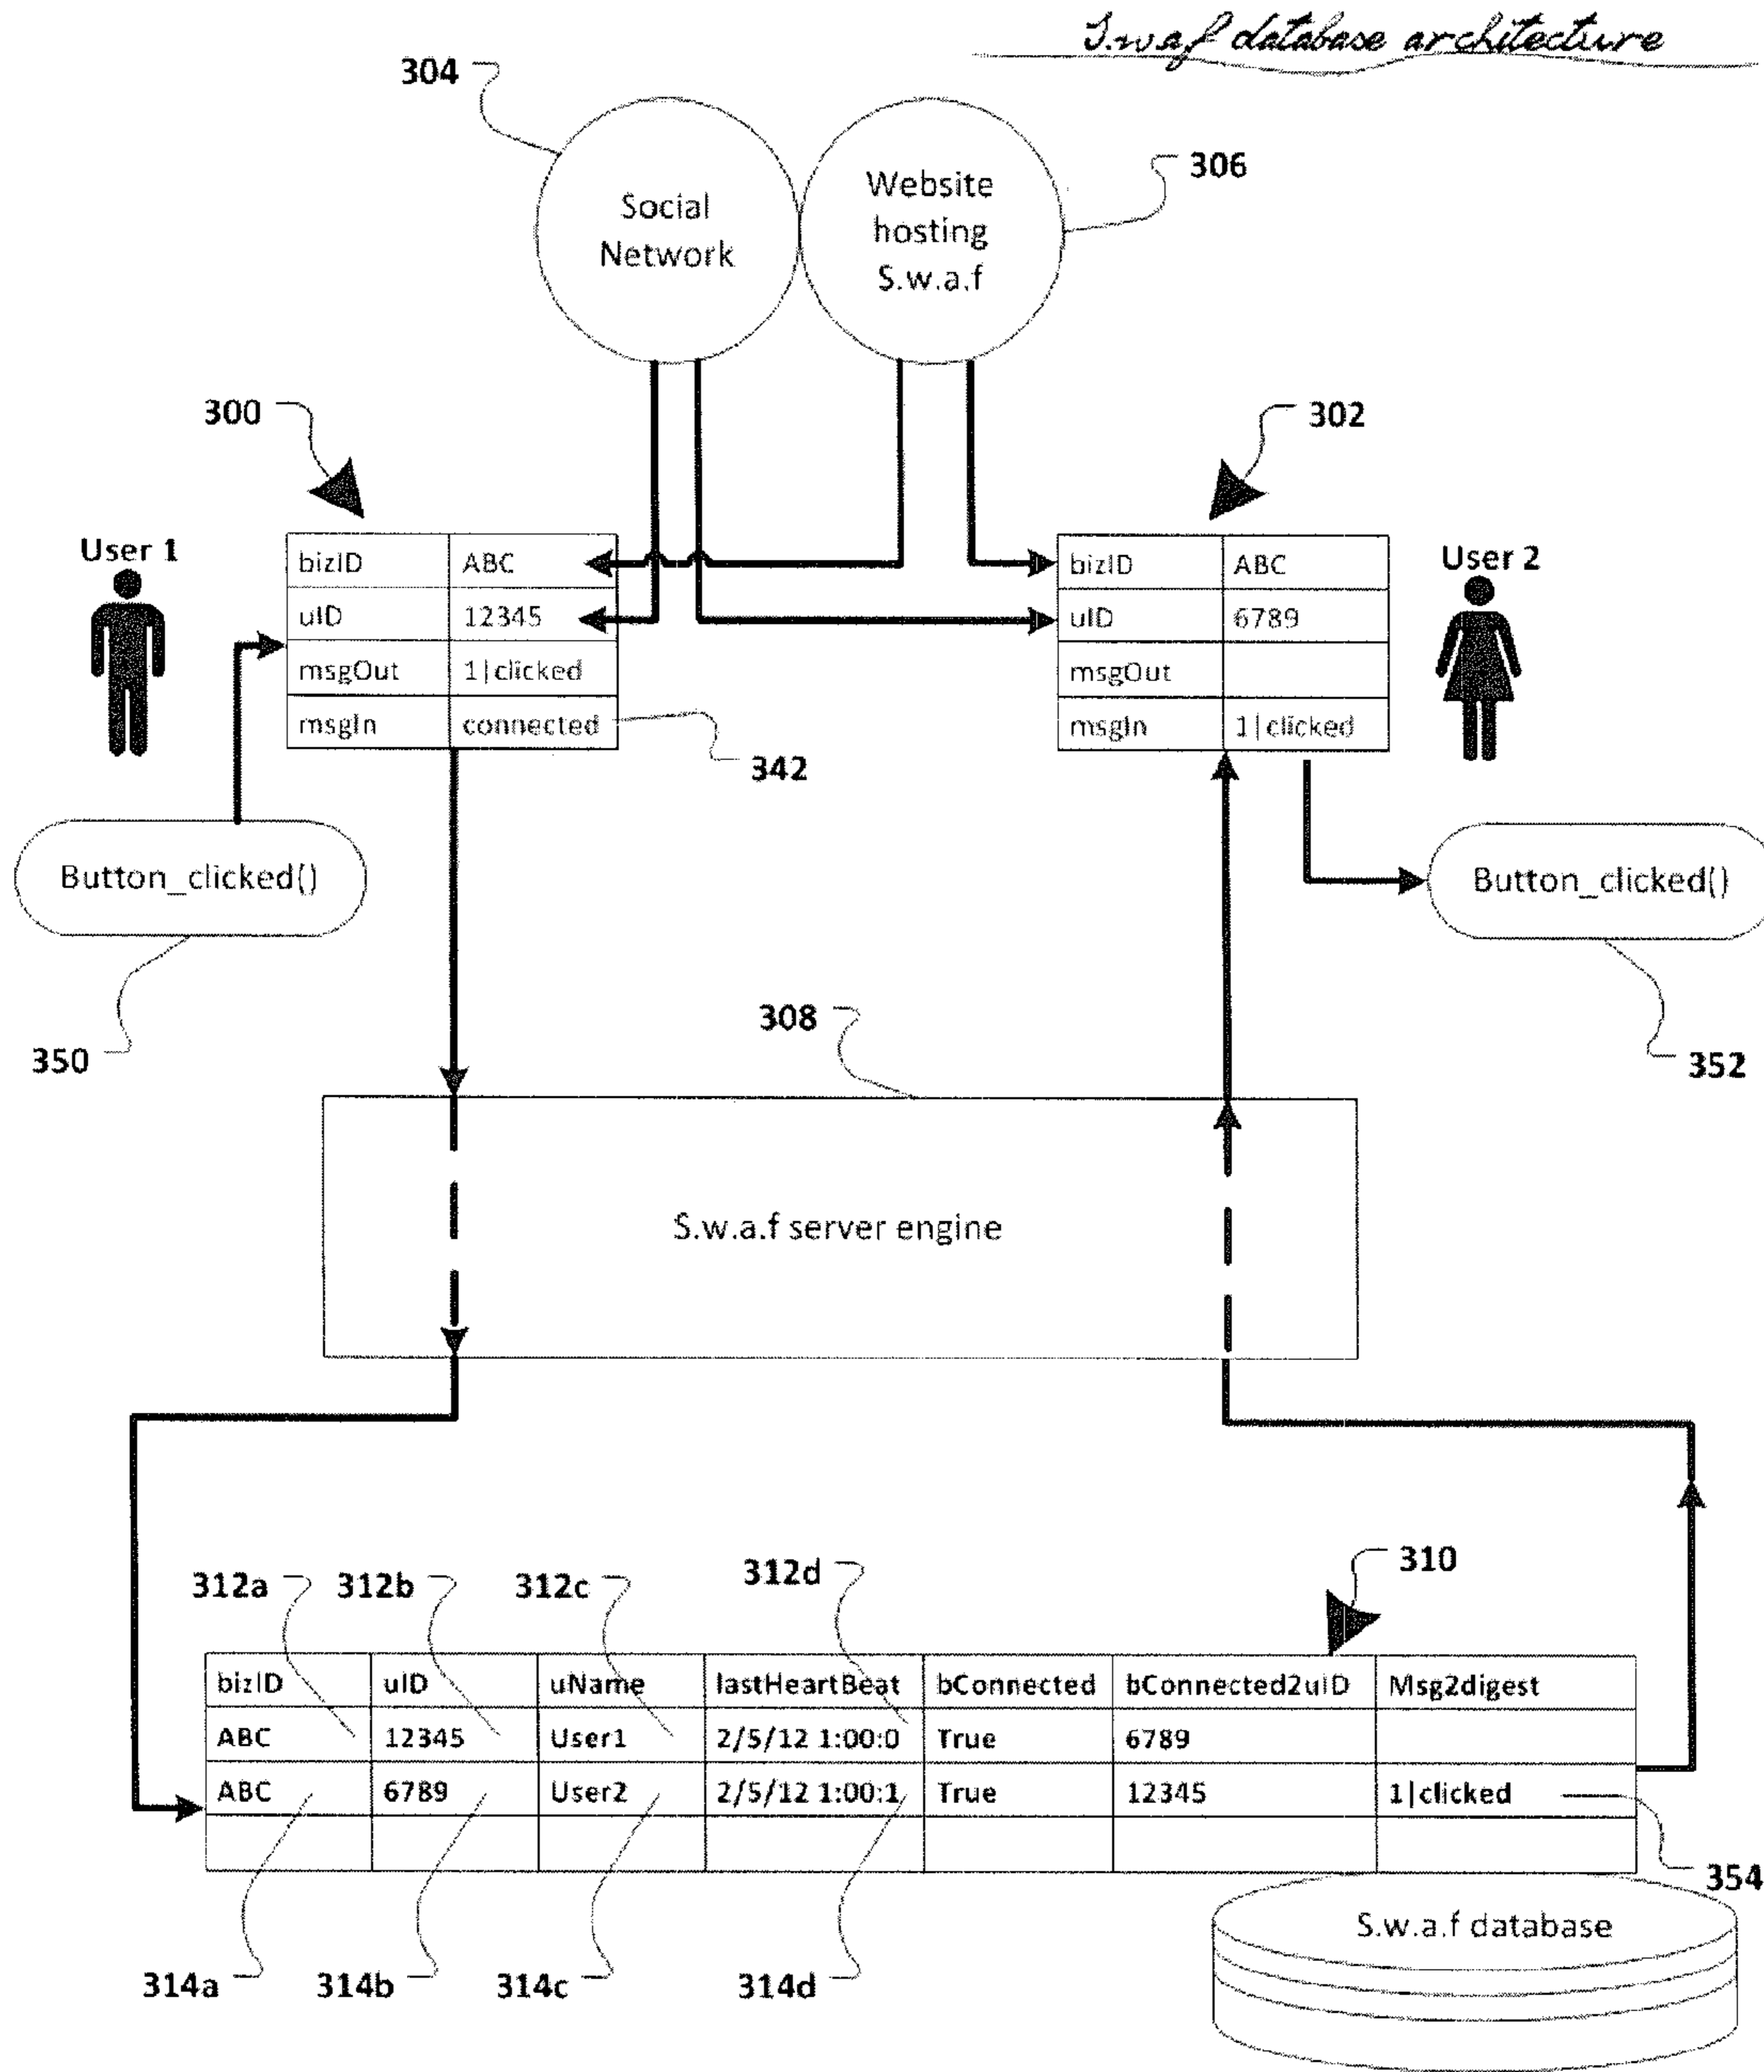 S.w.a.f database architecture
304
306
Social
Network
Website
hosting
S.w.a.f
300
302
User 1
User 2
bizID ABC
uID 12345
msgOut 1|clicked
msgIn connected
bizID ABC
uID 6789
msgOut
msgIn 1|clicked
342
Button_clicked()
Button_clicked()
350
308
352
S.w.a.f server engine
310
312a 312b 312c 312d
bizID uID uName lastHeartBeat bConnected bConnected2uID Msg2digest
ABC 12345 User1 2/5/12 1:00:0 True 6789
ABC 6789 User2 2/5/12 1:00:1 True 12345 1|clicked
354
S.w.a.f database
314a 314b 314c 314d